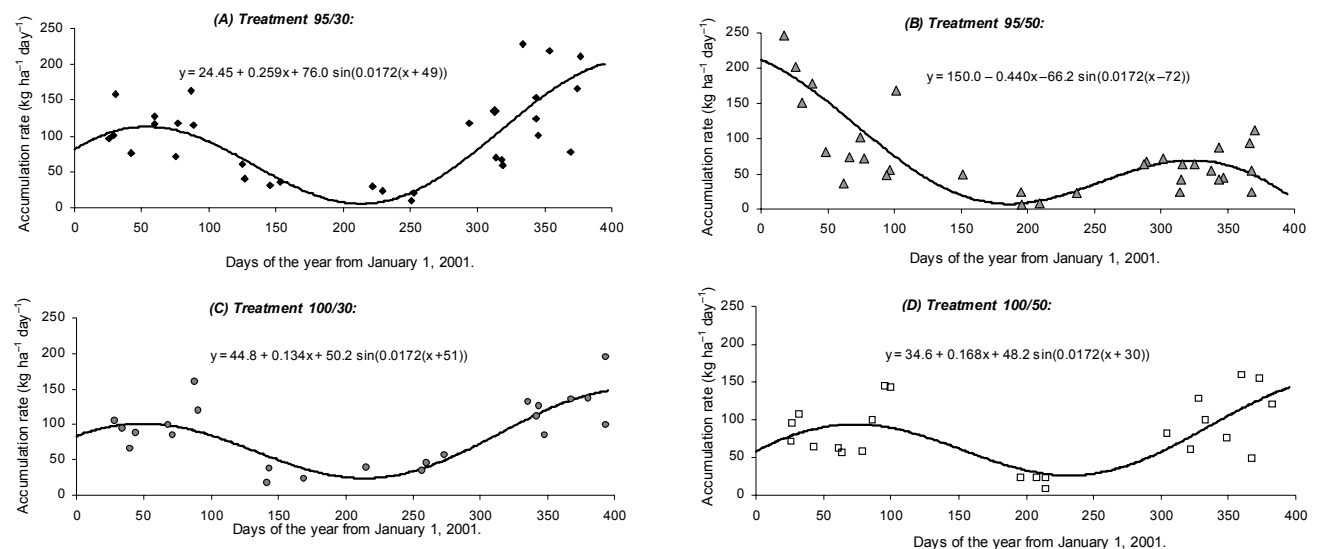 (A) Treatment 95/30:
Accumulation rate (kg ha⁻¹ day⁻¹)
250
200
150
100
50
0
y = 24.45 + 0.259x + 76.0 sin(0.0172(x + 49))
0 50 100 150 200 250 300 350 400
Days of the year from January 1, 2001.
(B) Treatment 95/50:
Accumulation rate (kg ha⁻¹ day⁻¹)
250
200
150
100
50
0
y = 150.0 – 0.440x–66.2 sin(0.0172(x–72))
0 50 100 150 200 250 300 350 400
Days of the year from January 1, 2001.
(C) Treatment 100/30:
Accumulation rate (kg ha⁻¹ day⁻¹)
250
200
150
100
50
0
y = 44.8 + 0.134x + 50.2 sin(0.0172(x+51))
0 50 100 150 200 250 300 350 400
Days of the year from January 1, 2001.
(D) Treatment 100/50:
Accumulation rate (kg ha⁻¹ day⁻¹)
250
200
150
100
50
0
y = 34.6 + 0.168x + 48.2 sin(0.0172(x + 30))
0 50 100 150 200 250 300 350 400
Days of the year from January 1, 2001.